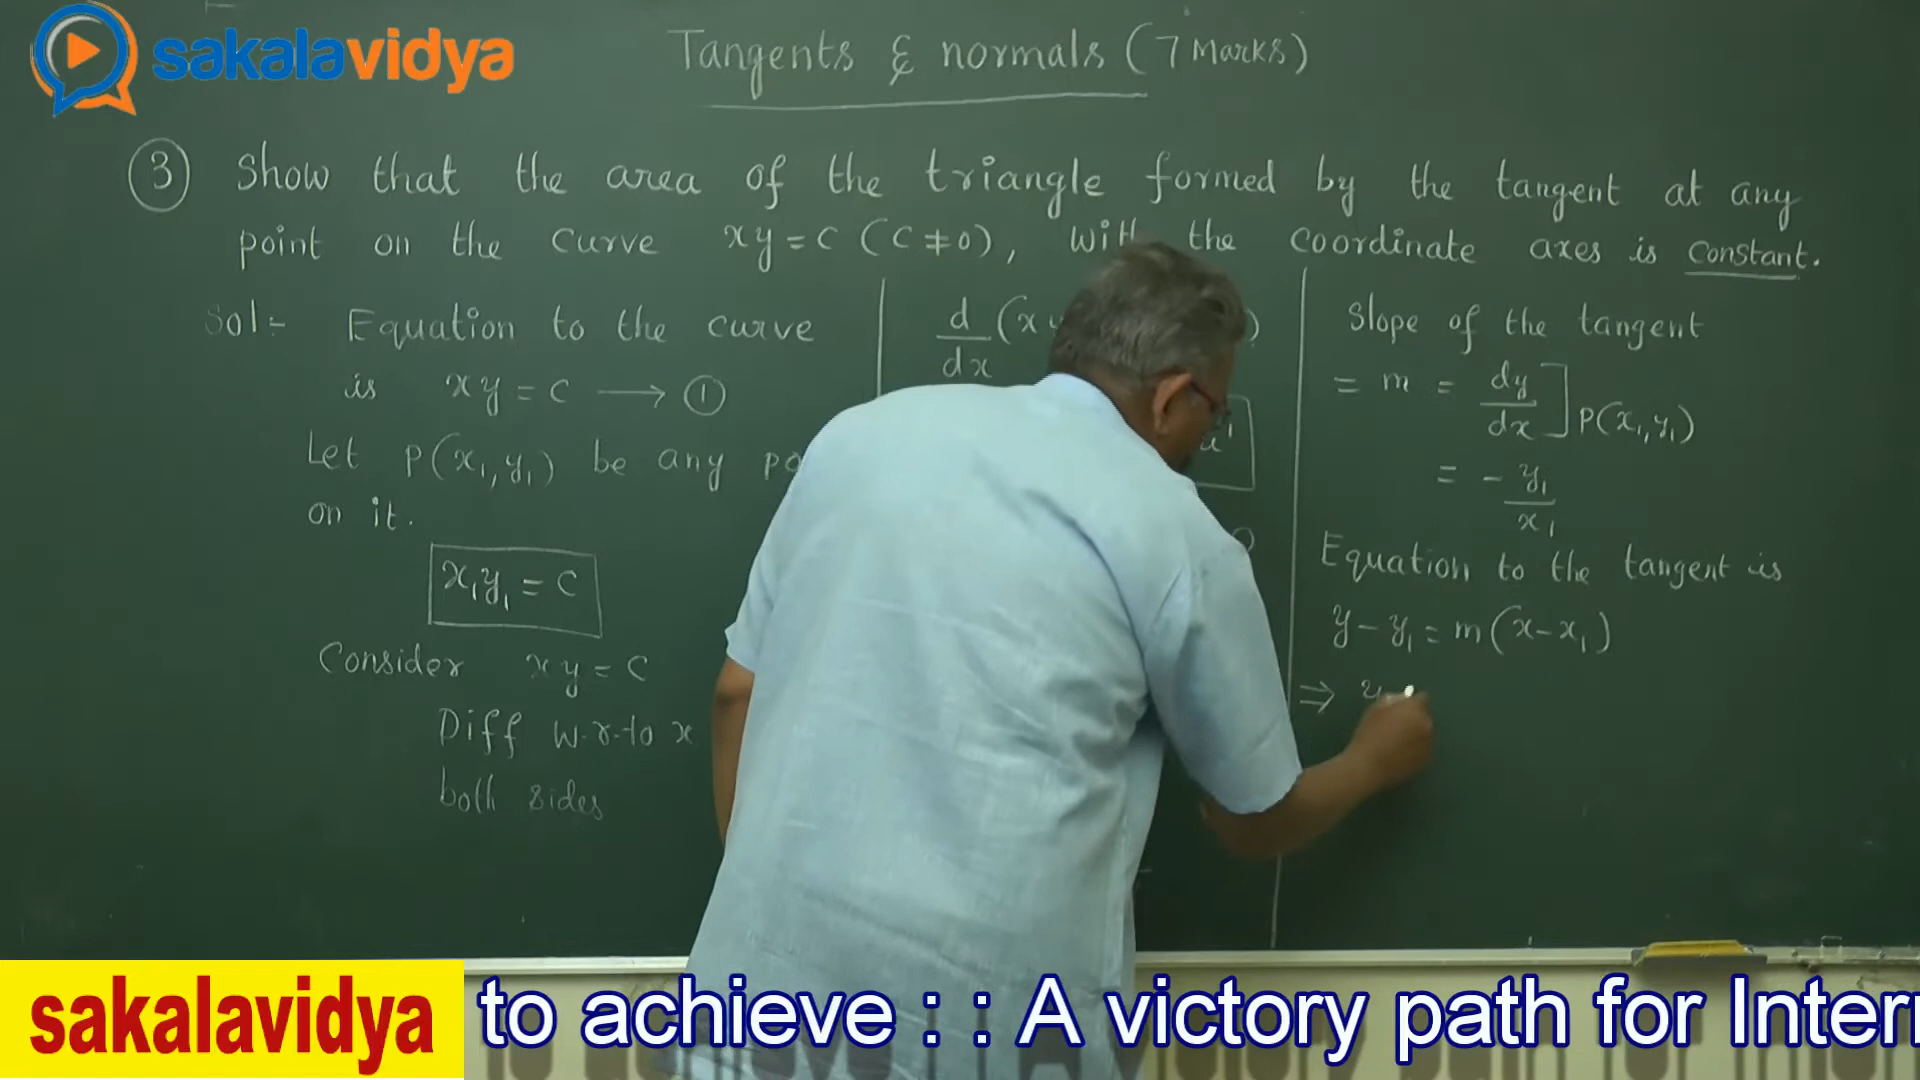 sakalavidya
Tangents & normals (7 Marks)
③ Show that the area of the triangle formed by the tangent at any
point on the curve xy = c (c ≠ 0), with the coordinate axes is constant.
Sol:- Equation to the curve
is xy = c ⟶ ①
Let P(x₁, y₁) be any
on it.
x₁y₁ = c
Consider xy = c
Diff w.r.to x
both sides
d/dx (x
Slope of the tangent
= m = dy/dx ] P(x₁, y₁)
= - y₁/x₁
Equation to the tangent is
y - y₁ = m(x - x₁)
⇒ y
sakalavidya
to achieve : : A victory path for Inter